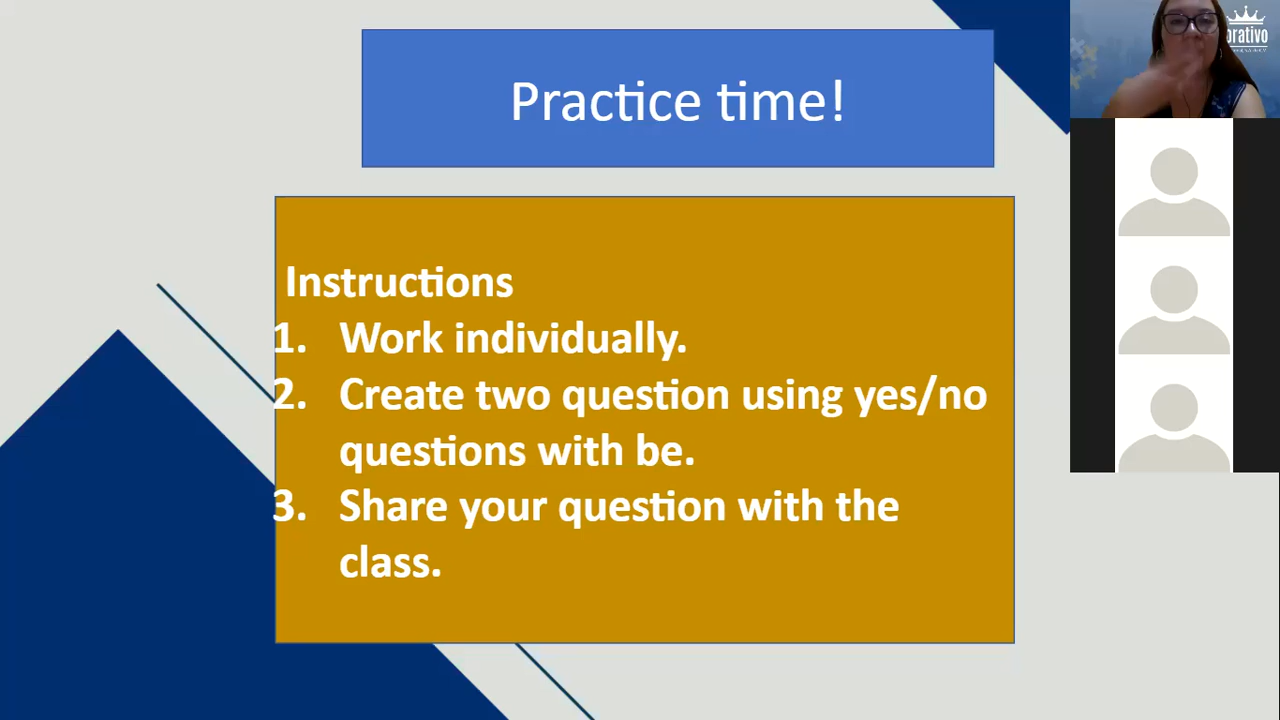 Practice time!
orativo
Instructions
1. Work individually.
2. Create two question using yes/no
questions with be.
3. Share your question with the
class.